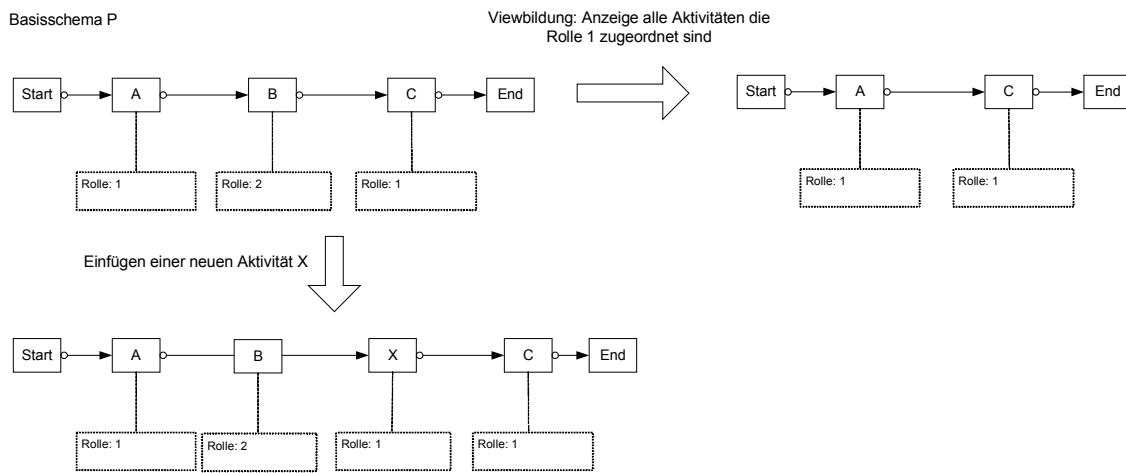 Basisschema P
Viewbildung: Anzeige alle Aktivitäten die
Rolle 1 zugeordnet sind
Start
A
B
C
End
Start
A
C
End
Rolle: 1
Rolle: 2
Rolle: 1
Rolle: 1
Rolle: 1
Einfügen einer neuen Aktivität X
Start
A
B
X
C
End
Rolle: 1
Rolle: 2
Rolle: 1
Rolle: 1